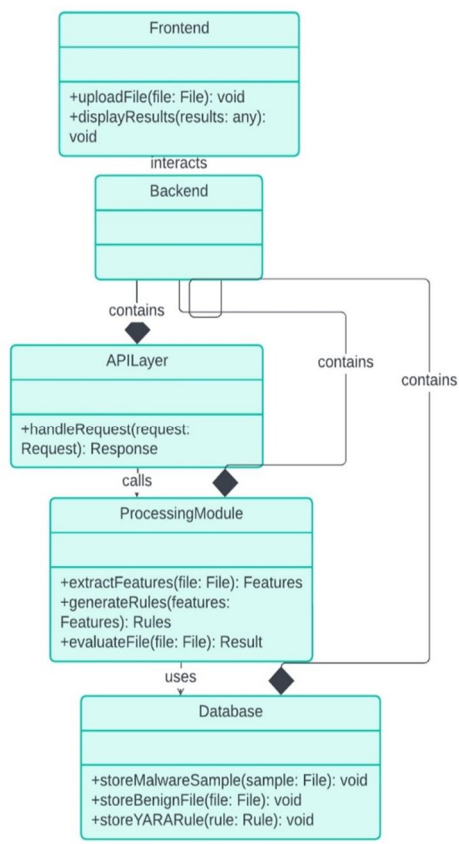 Frontend
+uploadFile(file: File): void
+displayResults(results: any):
void
interacts
Backend
contains
APILayer
contains
contains
+handleRequest(request:
Request): Response
calls
ProcessingModule
+extractFeatures(file: File): Features
+generateRules(features:
Features): Rules
+evaluateFile(file: File): Result
uses
Database
+storeMalwareSample(sample: File): void
+storeBenignFile(file: File): void
+storeYARARule(rule: Rule): void